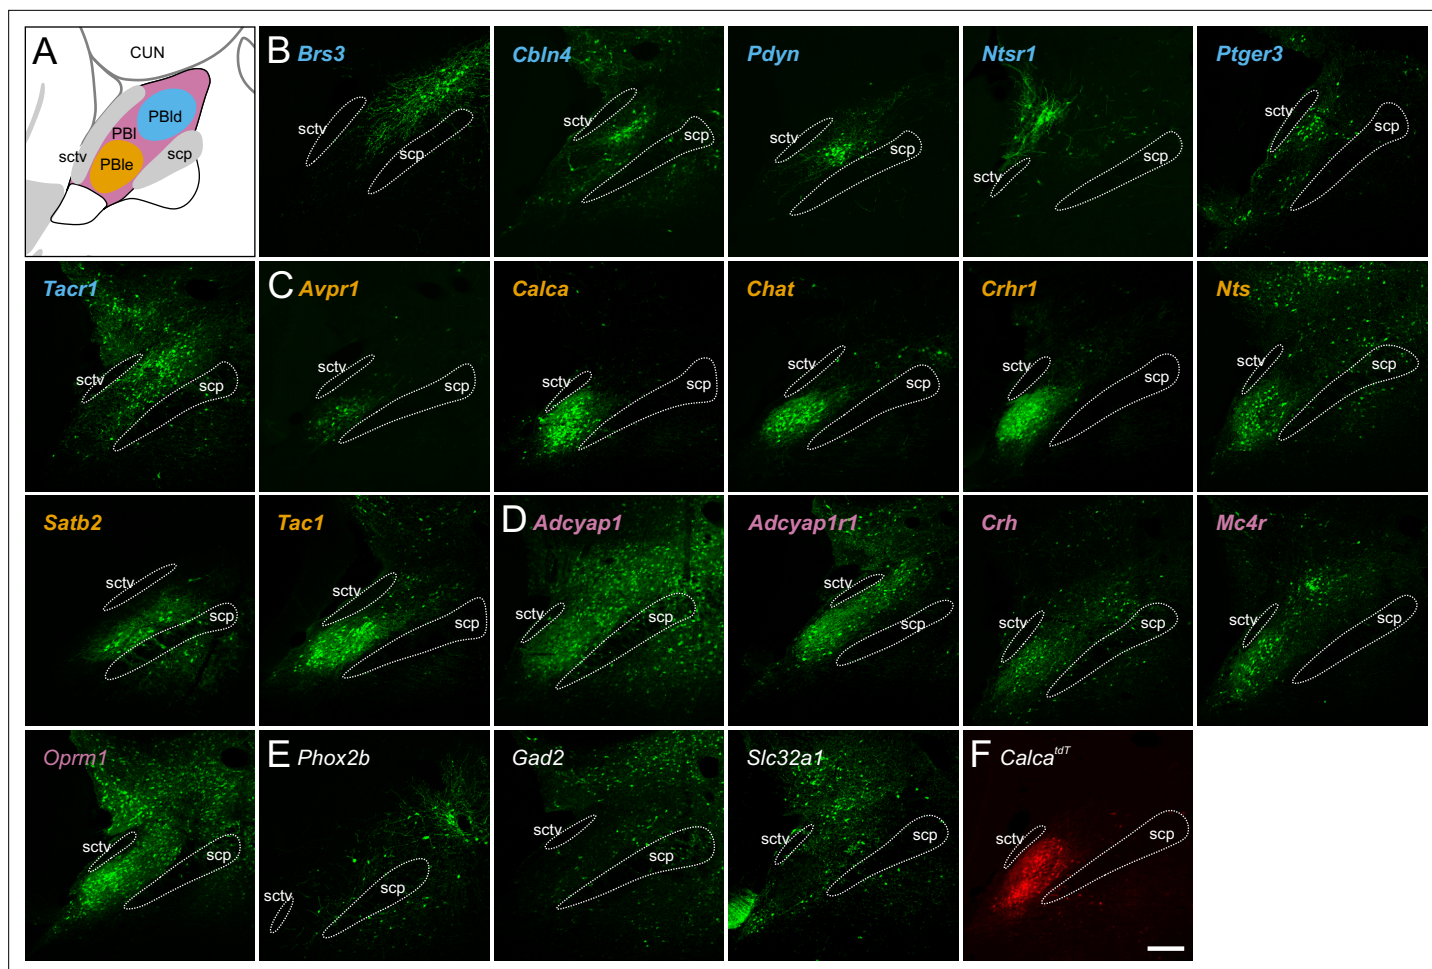 A
CUN
PBld
PBl
sctv
scp
PBle
B Brs3
sctv
scp
Cbln4
sctv
scp
Pdyn
sctv
scp
Ntsr1
sctv
scp
Ptger3
sctv
scp
Tacr1
sctv
scp
C Avpr1
sctv
scp
Calca
sctv
scp
Chat
sctv
scp
Crhr1
sctv
scp
Nts
sctv
scp
Satb2
sctv
scp
Tac1
sctv
scp
D Adcyap1
sctv
scp
Adcyap1r1
sctv
scp
Crh
sctv
scp
Mc4r
sctv
scp
Oprm1
sctv
scp
E Phox2b
scp
sctv
Gad2
sctv
scp
Slc32a1
sctv
scp
F Calca^tdT
sctv
scp